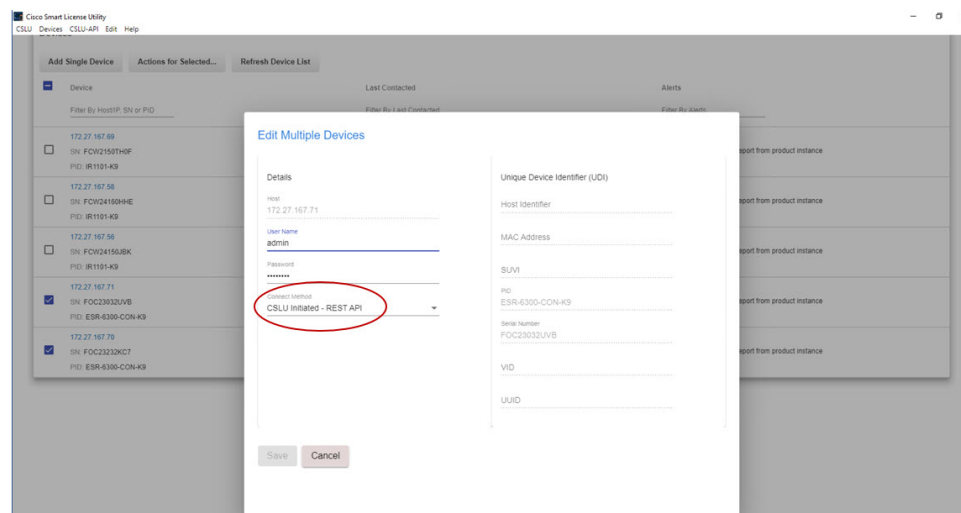 Cisco Smart License Utility
CSLU Devices CSLU-API Edit Help
Add Single Device Actions for Selected... Refresh Device List
Device Last Contacted Alerts
Filter By Host\IP, SN or PID Filter By Last Contacted Filter By Alerts
172.27.167.69
SN: FCW2150TH0F eport from product instance
PID: IR1101-K9
172.27.167.58
SN: FCW24160HHE eport from product instance
PID: IR1101-K9
172.27.167.56
SN: FCW24150JBK eport from product instance
PID: IR1101-K9
172.27.167.71
SN: FOC23032UVB eport from product instance
PID: ESR-6300-CON-K9
172.27.167.70
SN: FOC23232KC7 eport from product instance
PID: ESR-6300-CON-K9
Edit Multiple Devices
Details
Host
172.27.167.71
User Name
admin
Password
••••••••
Connect Method
CSLU Initiated - REST API
Unique Device Identifier (UDI)
Host Identifier
MAC Address
SUVI
PID
ESR-6300-CON-K9
Serial Number
FOC23032UVB
VID
UUID
Save Cancel